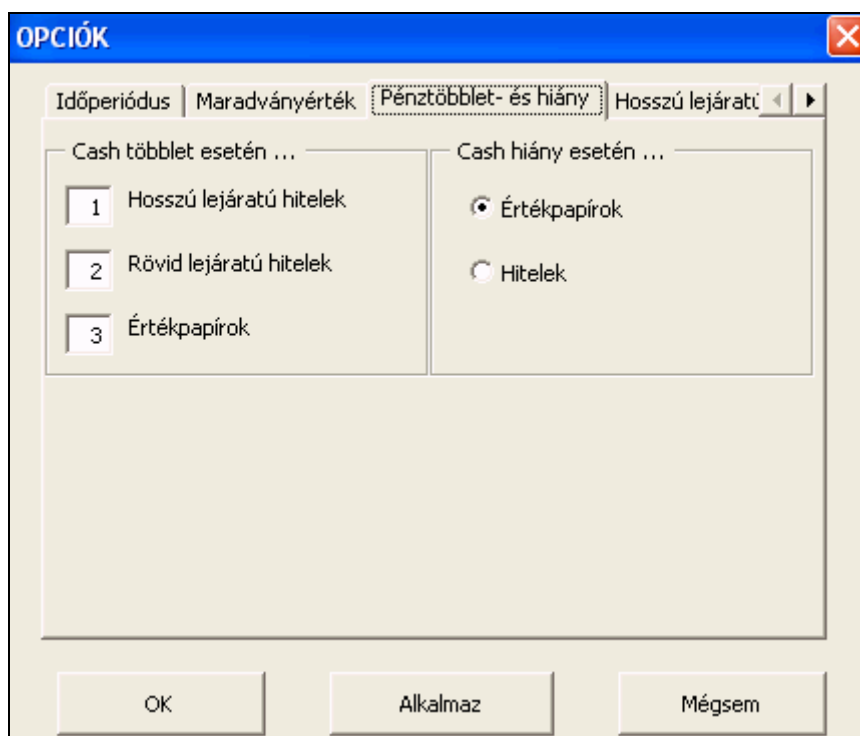 OPCIÓK
Időperiódus Maradványérték Pénztöbblet- és hiány Hosszú lejáratú
Cash többlet esetén ... Cash hiány esetén ...
1 Hosszú lejáratú hitelek
Értékpapírok
2 Rövid lejáratú hitelek
Hitelek
3 Értékpapírok
OK Alkalmaz Mégsem